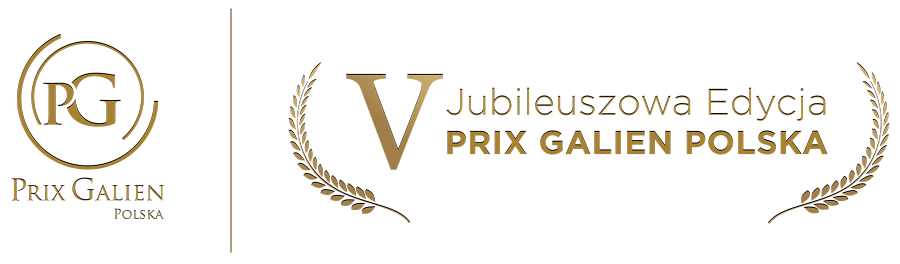 PG
PRIX GALIEN
POLSKA
V
Jubileuszowa Edycja
PRIX GALIEN POLSKA